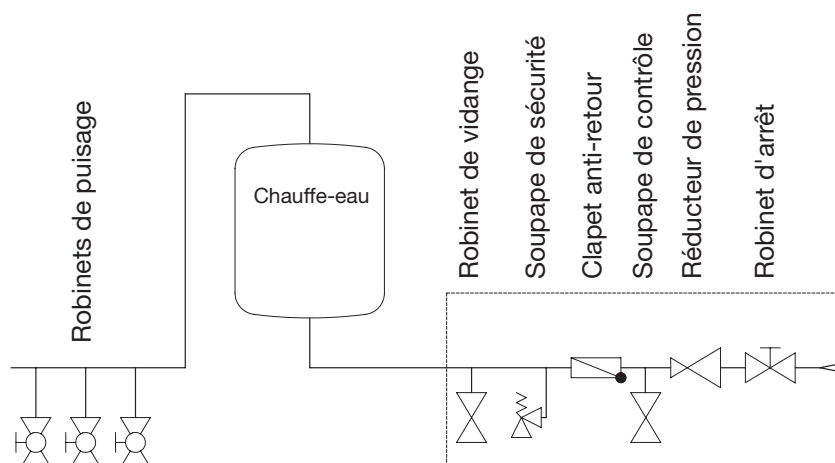 Robinets de puisage
Chauffe-eau
Robinet de vidange
Soupape de sécurité
Clapet anti-retour
Soupape de contrôle
Réducteur de pression
Robinet d'arrêt